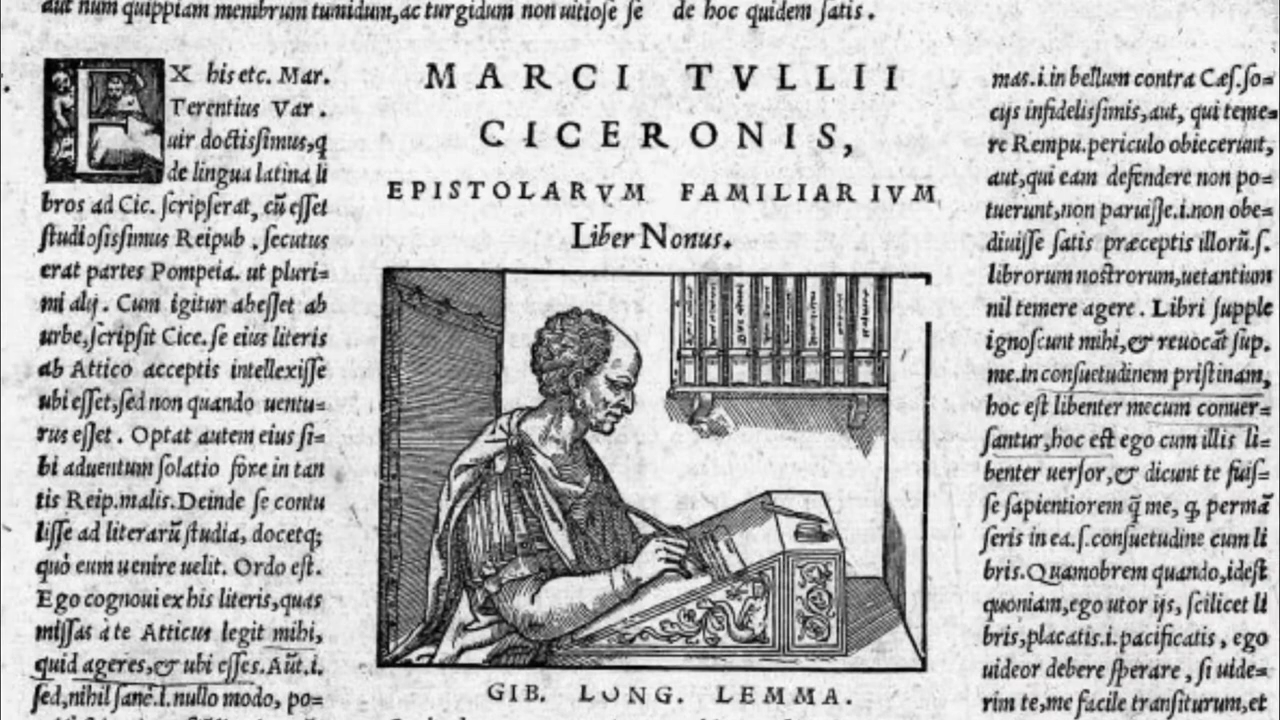 aut num quippiam membrum tumidum, ac turgidum non uitiose se
de hoc quidem satis.
EX his etc. Mar.
Terentius Var.
uir doctissimus, q
de lingua latina li
bros ad Cic. scripserat, cū esset
studiosissimus Reipub. secutus
erat partes Pompeia. ut pluri=
mi alij. Cum igitur abesset ab
urbe, scripsit Cice. se eius literis
ab Attico acceptis intellexisse
ubi esset, sed non quando uentu=
rus esset. Optat autem eius si=
bi aduentum solatio fore in tan
tis Reip. malis. Deinde se contu
lisse ad literarū studia, docetq;
quò eum uenire uelit. Ordo est.
Ego cognoui ex his literis, quas
missas à te Atticus legit mihi,
quid ageres, & ubi esses. Aūt. i.
sed, nihil sanè. i. nullo modo, po=
MARCI TVLLII
CICERONIS,
EPISTOLARVM FAMILIARIVM
Liber Nonus.
GIB. LONG. LEMMA.
mas. i. in bellum contra Cæs. so=
cijs infidelissimis, aut, qui teme=
re Rempu. periculo obiecerunt,
aut, qui eam defendere non po=
tuerunt, non paruisse. i. non obe=
diuisse satis præceptis illorū. s.
librorum nostrorum, uetantium
nil temere agere. Libri supple
ignoscunt mihi, & reuocāt sup.
me. in consuetudinem pristinam,
hoc est libenter mecum conuer=
santur, hoc est ego cum illis li=
benter uersor, & dicunt te fuis=
se sapientiorem q̃ me, q, permā
seris in ea. s. consuetudine cum li
bris. Quamobrem quando, idest
quoniam, ego utor ijs, scilicet li
bris, placatis. i. pacificatis, ego
uideor debere sperare, si uide=
rim te, me facile transiturum, et